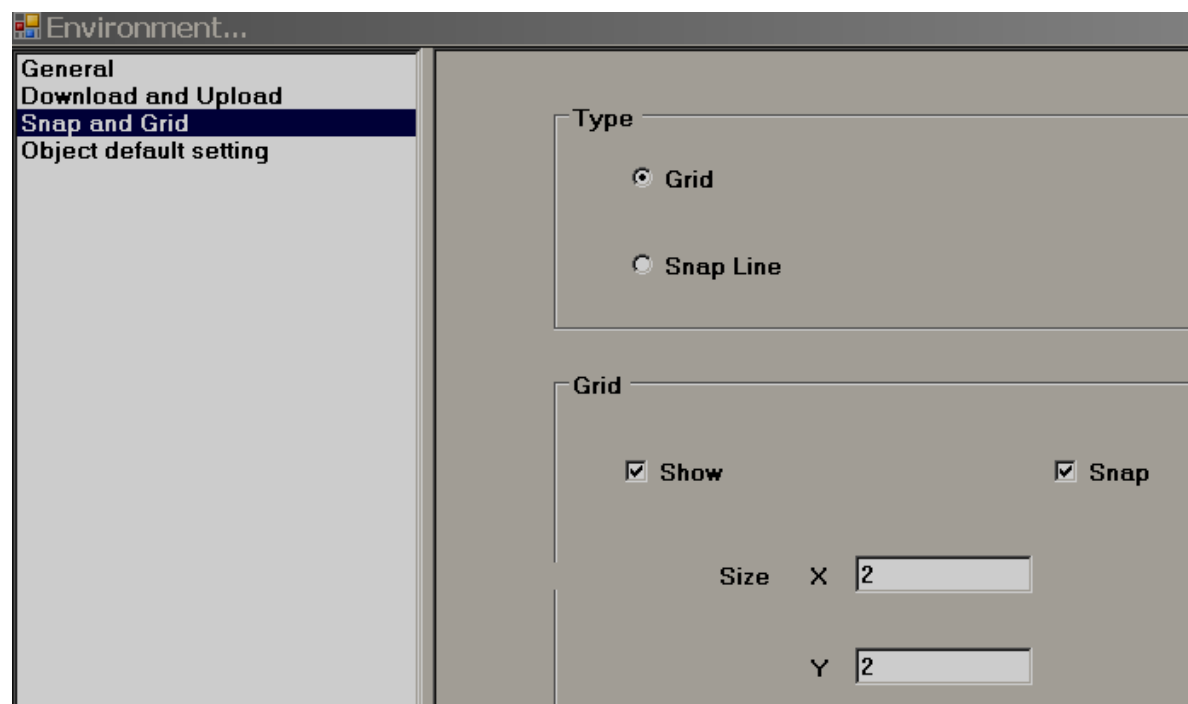 Environment...
General
Download and Upload
Snap and Grid
Object default setting
Type
Grid
Snap Line
Grid
Show Snap
Size X 2
Y 2